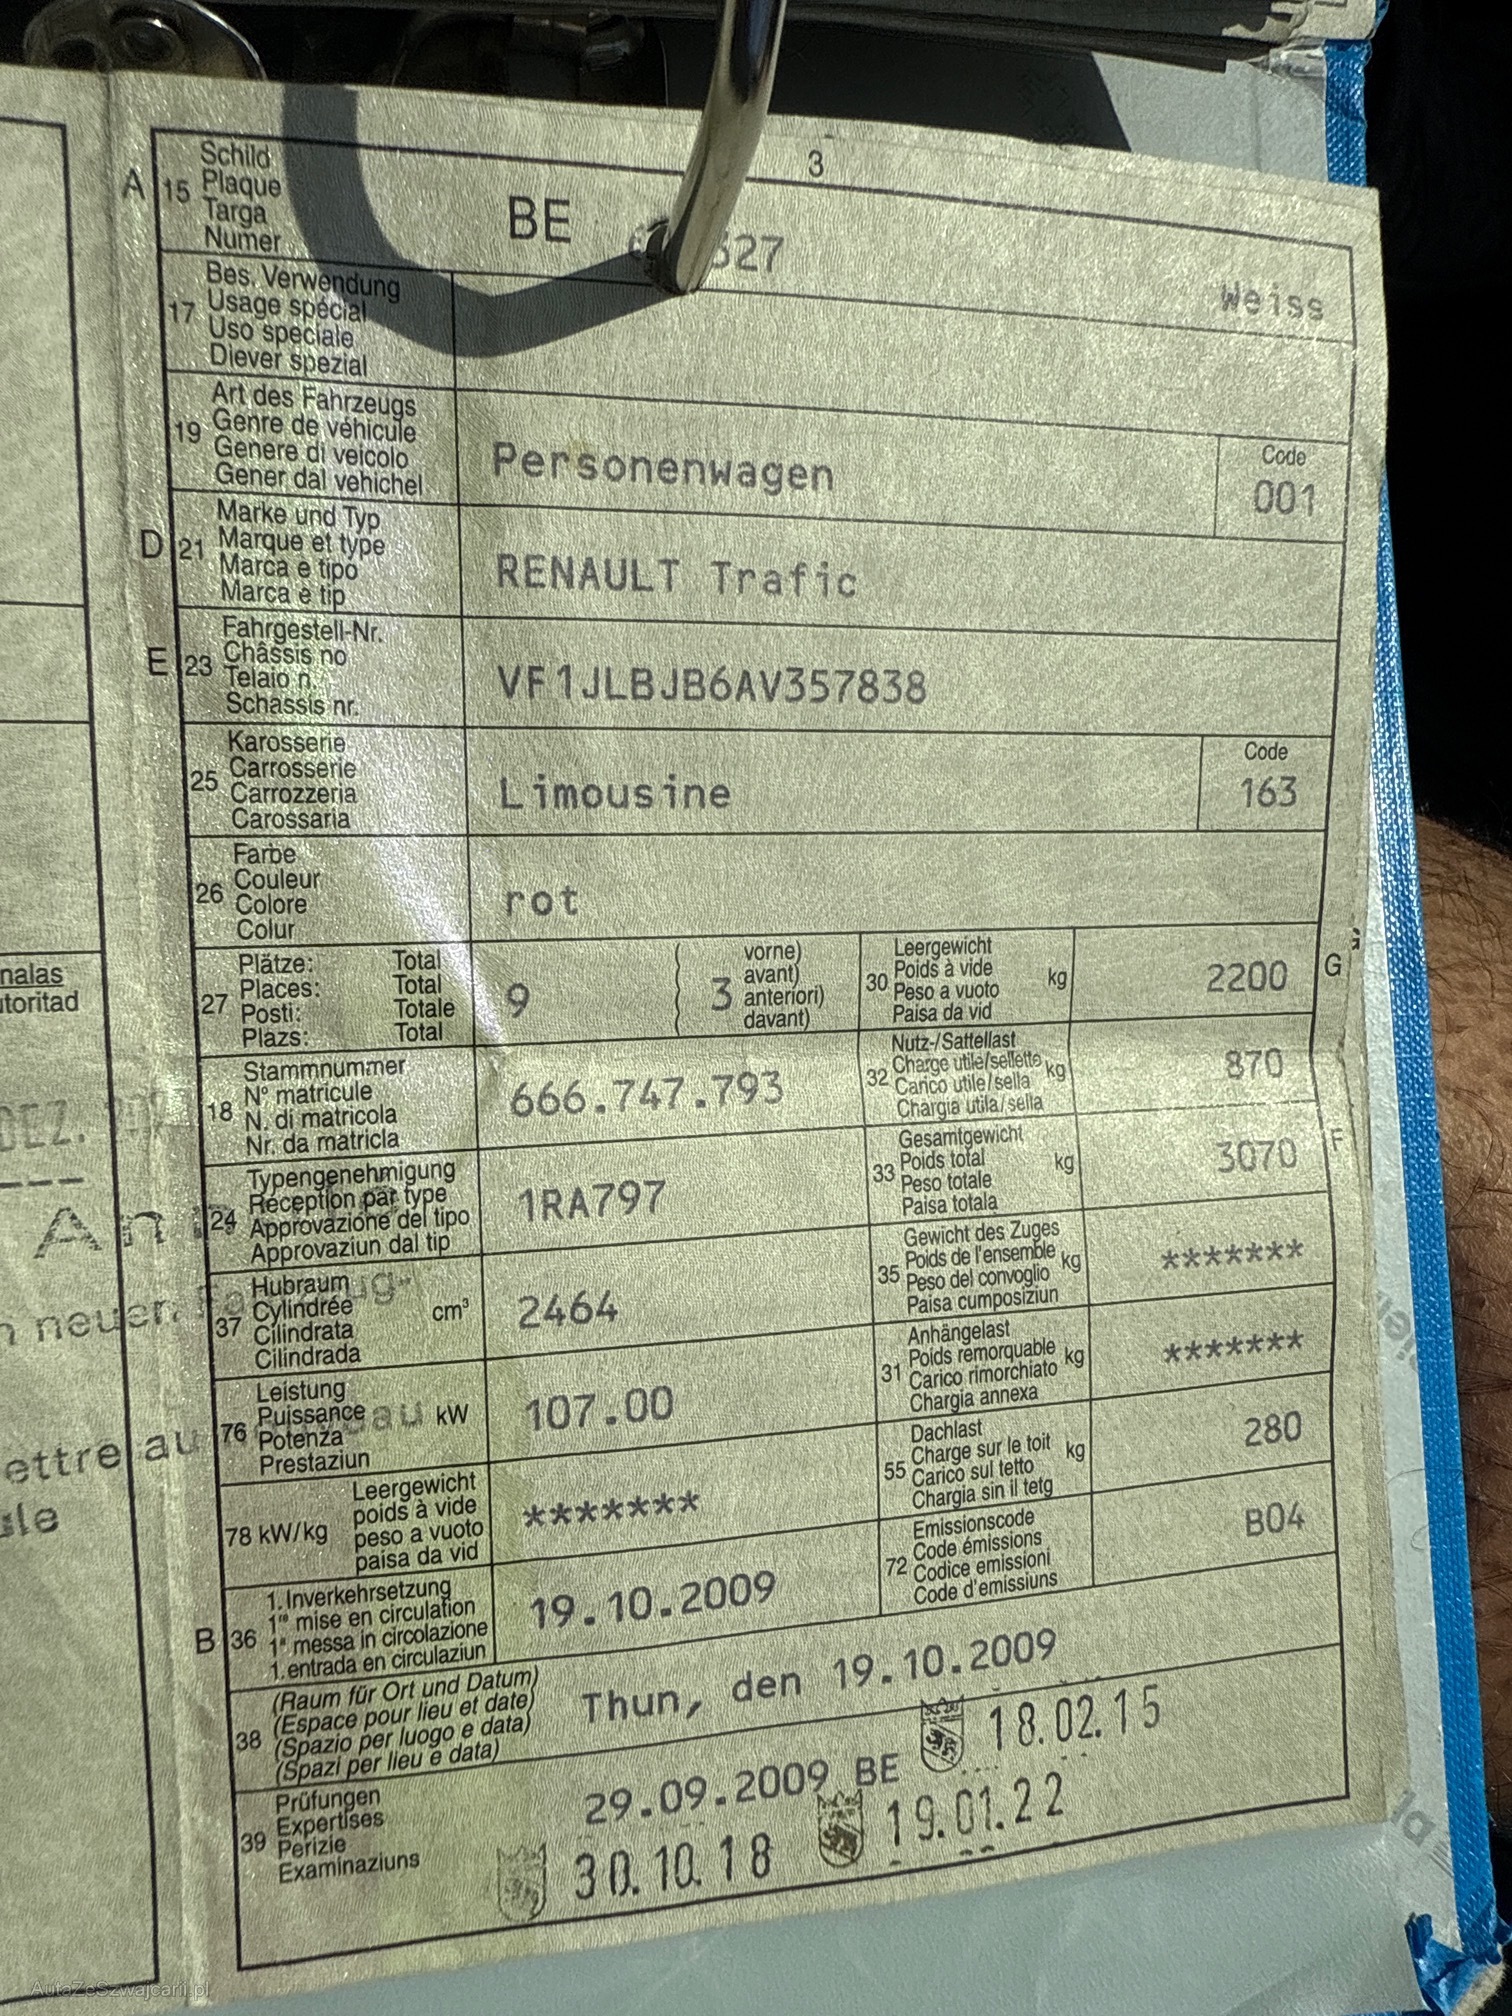 3
A 15 Schild
Plaque
Targa
Numer
BE 327
Weiss
17 Bes. Verwendung
Usage spécial
Uso speciale
Diever spezial
19 Art des Fahrzeugs
Genre de véhicule
Genere di veicolo
Gener dal vehichel
Personenwagen
Code
001
D 21 Marke und Typ
Marque et type
Marca e tipo
Marca e tip
RENAULT Trafic
E 23 Fahrgestell-Nr.
Châssis no
Telaio n.
Schassis nr.
VF1JLBJB6AV357838
25 Karosserie
Carrosserie
Carrozzeria
Carossaria
Limousine
Code
163
26 Farbe
Couleur
Colore
Colur
rot
27 Plätze: Total
Places: Total
Posti: Totale
Plazs: Total
9
3
vorne)
avant)
anteriori)
davant)
30 Leergewicht
Poids à vide
Peso a vuoto
Paisa da vid
kg
2200
G
18 Stammnummer
N° matricule
N. di matricola
Nr. da matricla
666.747.793
32 Nutz-/Sattellast
Charge utile/sellette
Carico utile/sella
Chargia utila/sella
kg
870
24 Typengenehmigung
Réception par type
Approvazione del tipo
Approvaziun dal tip
1RA797
33 Gesamtgewicht
Poids total
Peso totale
Paisa totala
kg
3070
F
37 Hubraum
Cylindrée
Cilindrata
Cilindrada
cm³
2464
35 Gewicht des Zuges
Poids de l'ensemble
Peso del convoglio
Paisa cumposiziun
kg
*******
76 Leistung
Puissance
Potenza
Prestaziun
kW
107.00
31 Anhängelast
Poids remorquable
Carico rimorchiato
Chargia annexa
kg
*******
78 kW/kg
Leergewicht
poids à vide
peso a vuoto
paisa da vid
*******
55 Dachlast
Charge sur le toit
Carico sul tetto
Chargia sin il tetg
kg
280
B 36 1. Inverkehrsetzung
1re mise en circulation
1a messa in circolazione
1. entrada en circulaziun
19.10.2009
72 Emissionscode
Code émissions
Codice emissioni
Code d'emissiuns
B04
38 (Raum für Ort und Datum)
(Espace pour lieu et date)
(Spazio per luogo e data)
(Spazi per lieu e data)
Thun, den 19.10.2009
39 Prüfungen
Expertises
Perizie
Examinaziuns
29.09.2009 BE
18.02.15
30.10.18
19.01.22
nalas
utoritad
DEZ.
neuen
ettre au
AutaZeSzwajcarii.pl